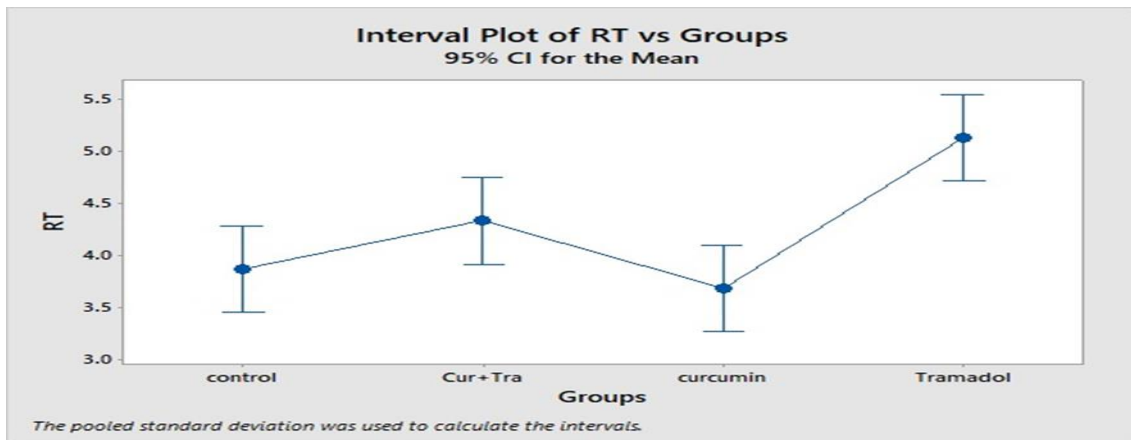 Interval Plot of RT vs Groups
95% CI for the Mean
5.5
5.0
4.5
4.0
3.5
3.0
RT
control Cur+Tra curcumin Tramadol
Groups
The pooled standard deviation was used to calculate the intervals.